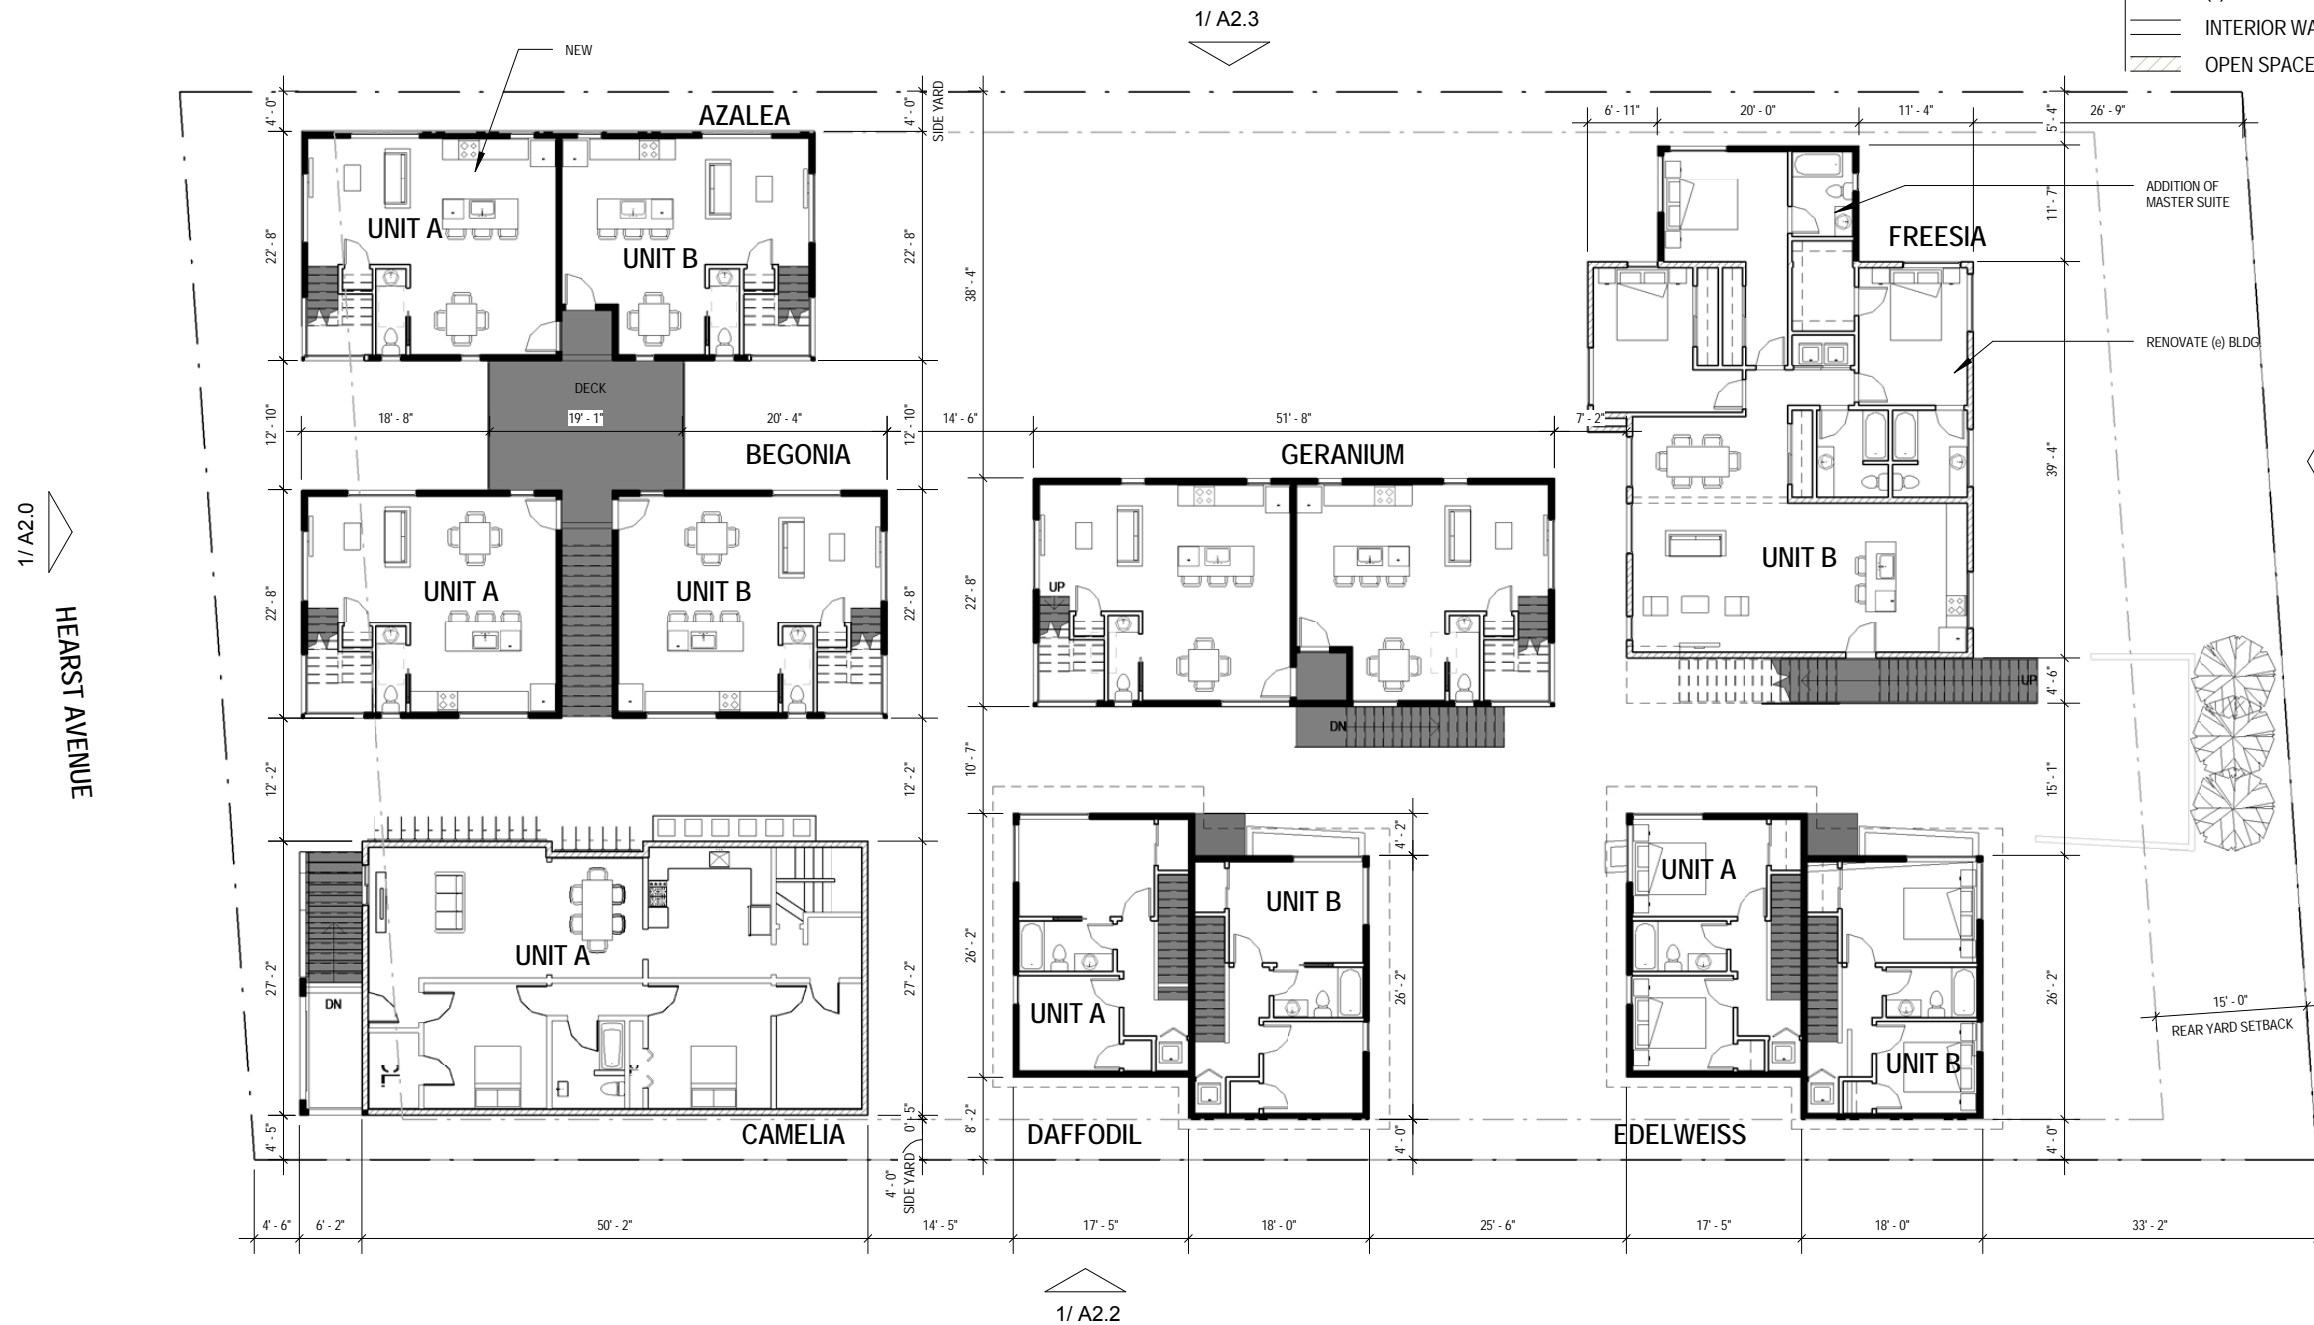 1/ A2.3
INTERIOR WA
OPEN SPACE
NEW
AZALEA
SIDE YARD
4' - 0"
4' - 0"
6' - 11"
20' - 0"
11' - 4"
5' - 4"
26' - 9"
UNIT A
UNIT B
22' - 8"
22' - 8"
38' - 4"
11' - 7"
ADDITION OF
MASTER SUITE
FREESIA
RENOVATE (e) BLDG.
DECK
18' - 8"
19' - 1"
20' - 4"
12' - 10"
12' - 10"
14' - 6"
51' - 8"
7' - 2"
BEGONIA
GERANIUM
39' - 4"
1/ A2.0
HEARST AVENUE
UNIT A
UNIT B
22' - 8"
22' - 8"
22' - 8"
UP
UNIT B
UP
4' - 6"
DN
12' - 2"
12' - 2"
10' - 7"
15' - 1"
4' - 2"
UNIT A
27' - 2"
DN
27' - 2"
26' - 2"
UNIT A
UNIT B
26' - 2"
UNIT A
UNIT B
26' - 2"
15' - 0"
REAR YARD SETBACK
4' - 5"
CAMELIA
0' - 5"
8' - 2"
DAFFODIL
4' - 0"
EDELWEISS
4' - 0"
4' - 0"
SIDE YARD
4' - 6"
6' - 2"
50' - 2"
14' - 5"
17' - 5"
18' - 0"
25' - 6"
17' - 5"
18' - 0"
33' - 2"
1/ A2.2